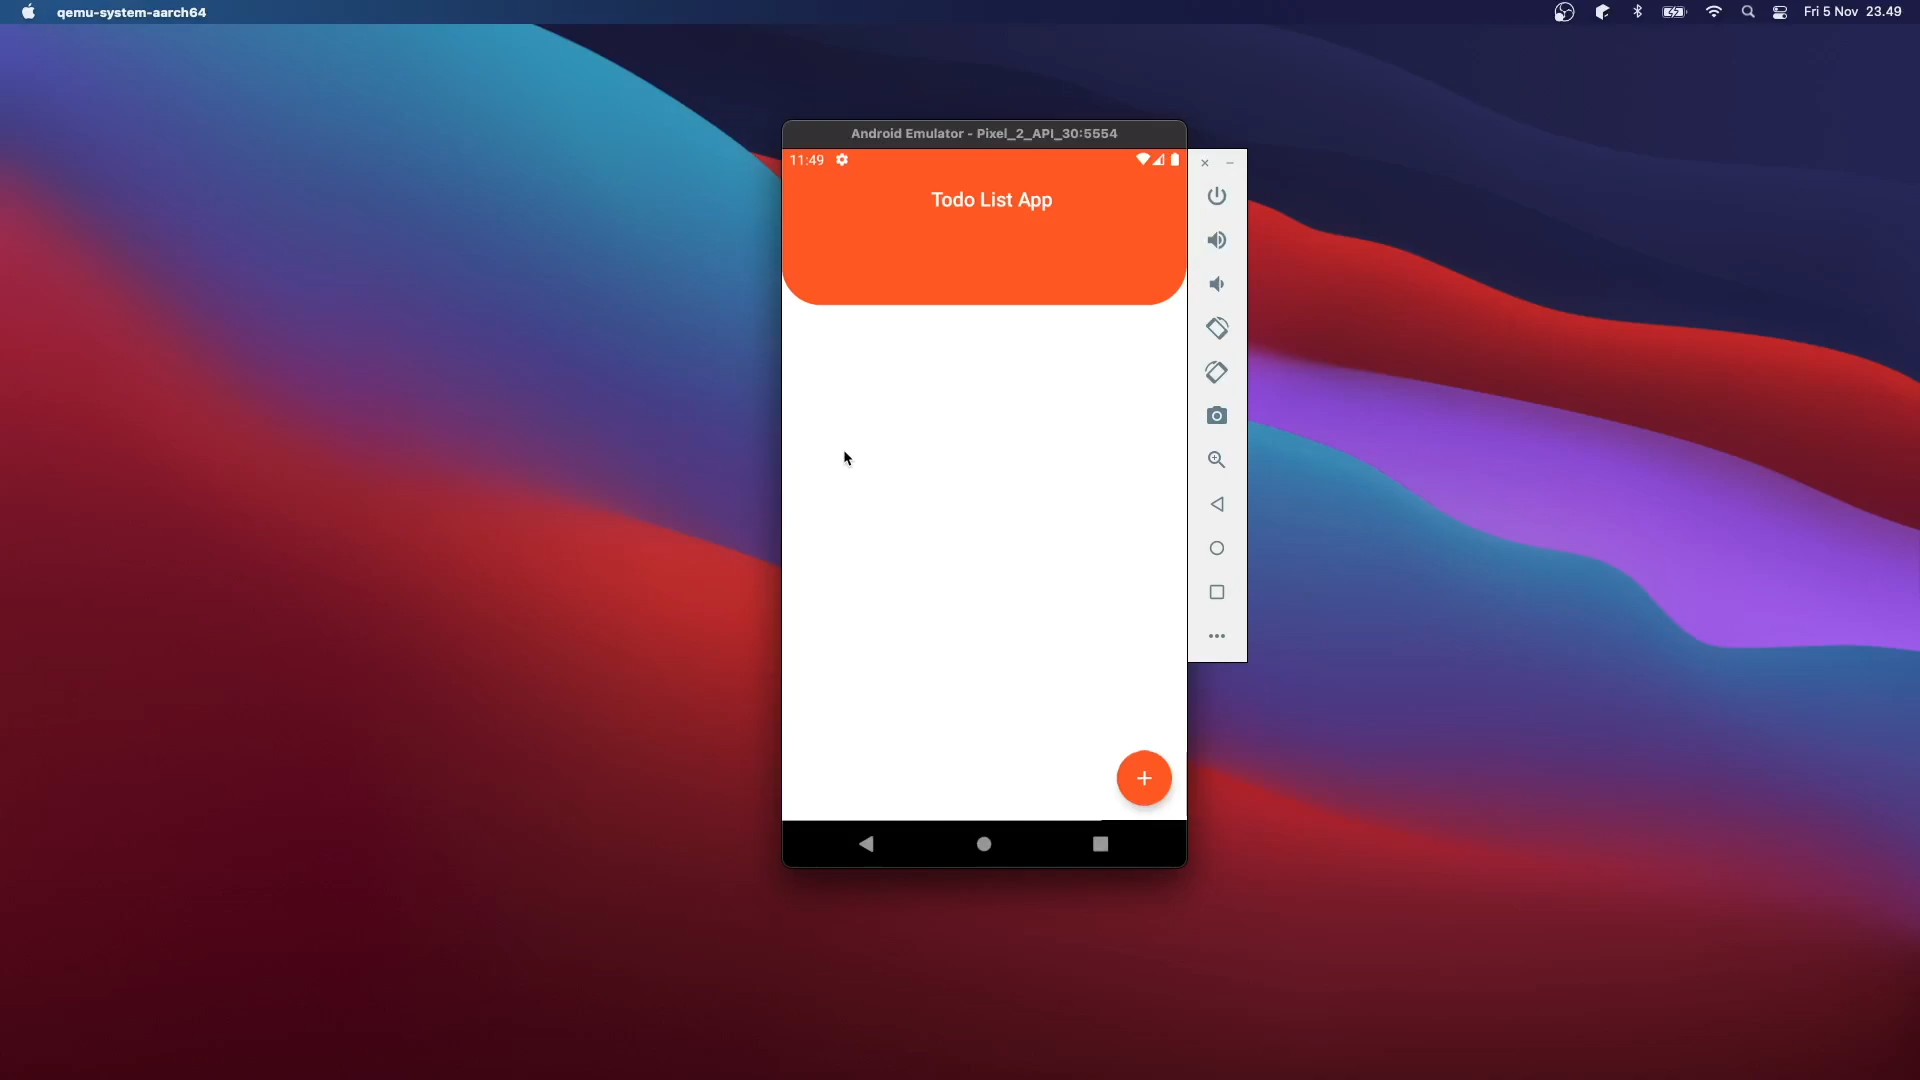 qemu-system-aarch64
Fri 5 Nov 23.49
Android Emulator - Pixel_2_API_30:5554
11:49
Todo List App